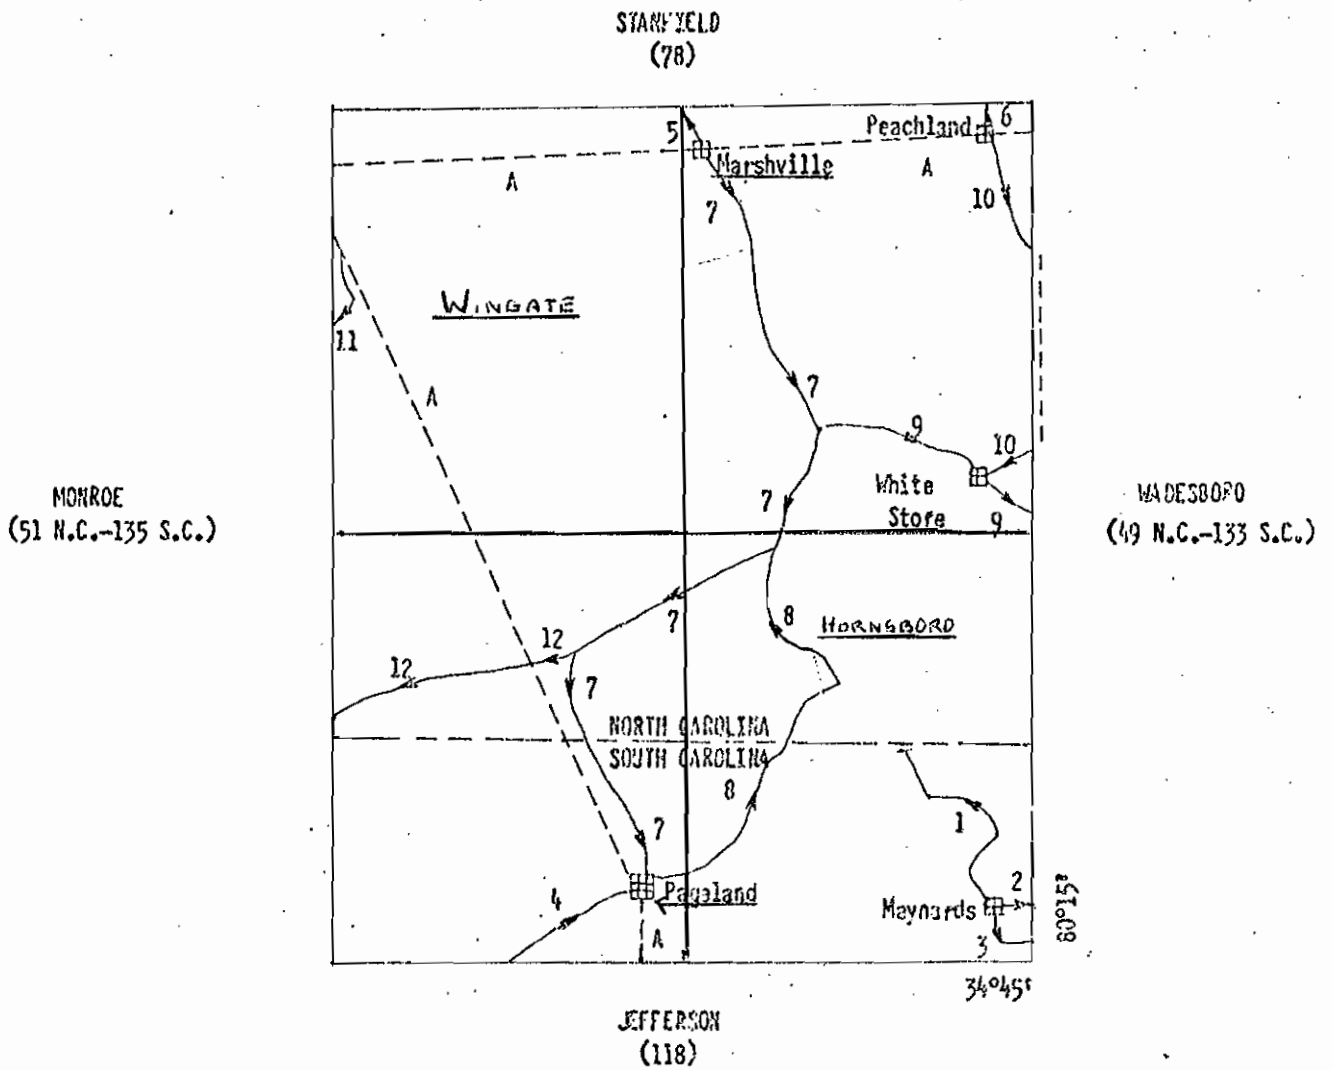 STANFIELD
(78)
5
Peachland
6
Marshville
A
A
10
7
WINGATE
11
A
7
9
10
MONROE
(51 N.C.-135 S.C.)
7
White
Store
9
WADESBORO
(49 N.C.-133 S.C.)
7
8
HORNSBORO
12
12
7
NORTH CAROLINA
SOUTH CAROLINA
8
1
7
4
Pageland
2
Maynards
80°15'
A
3
34°45'
JEFFERSON
(118)